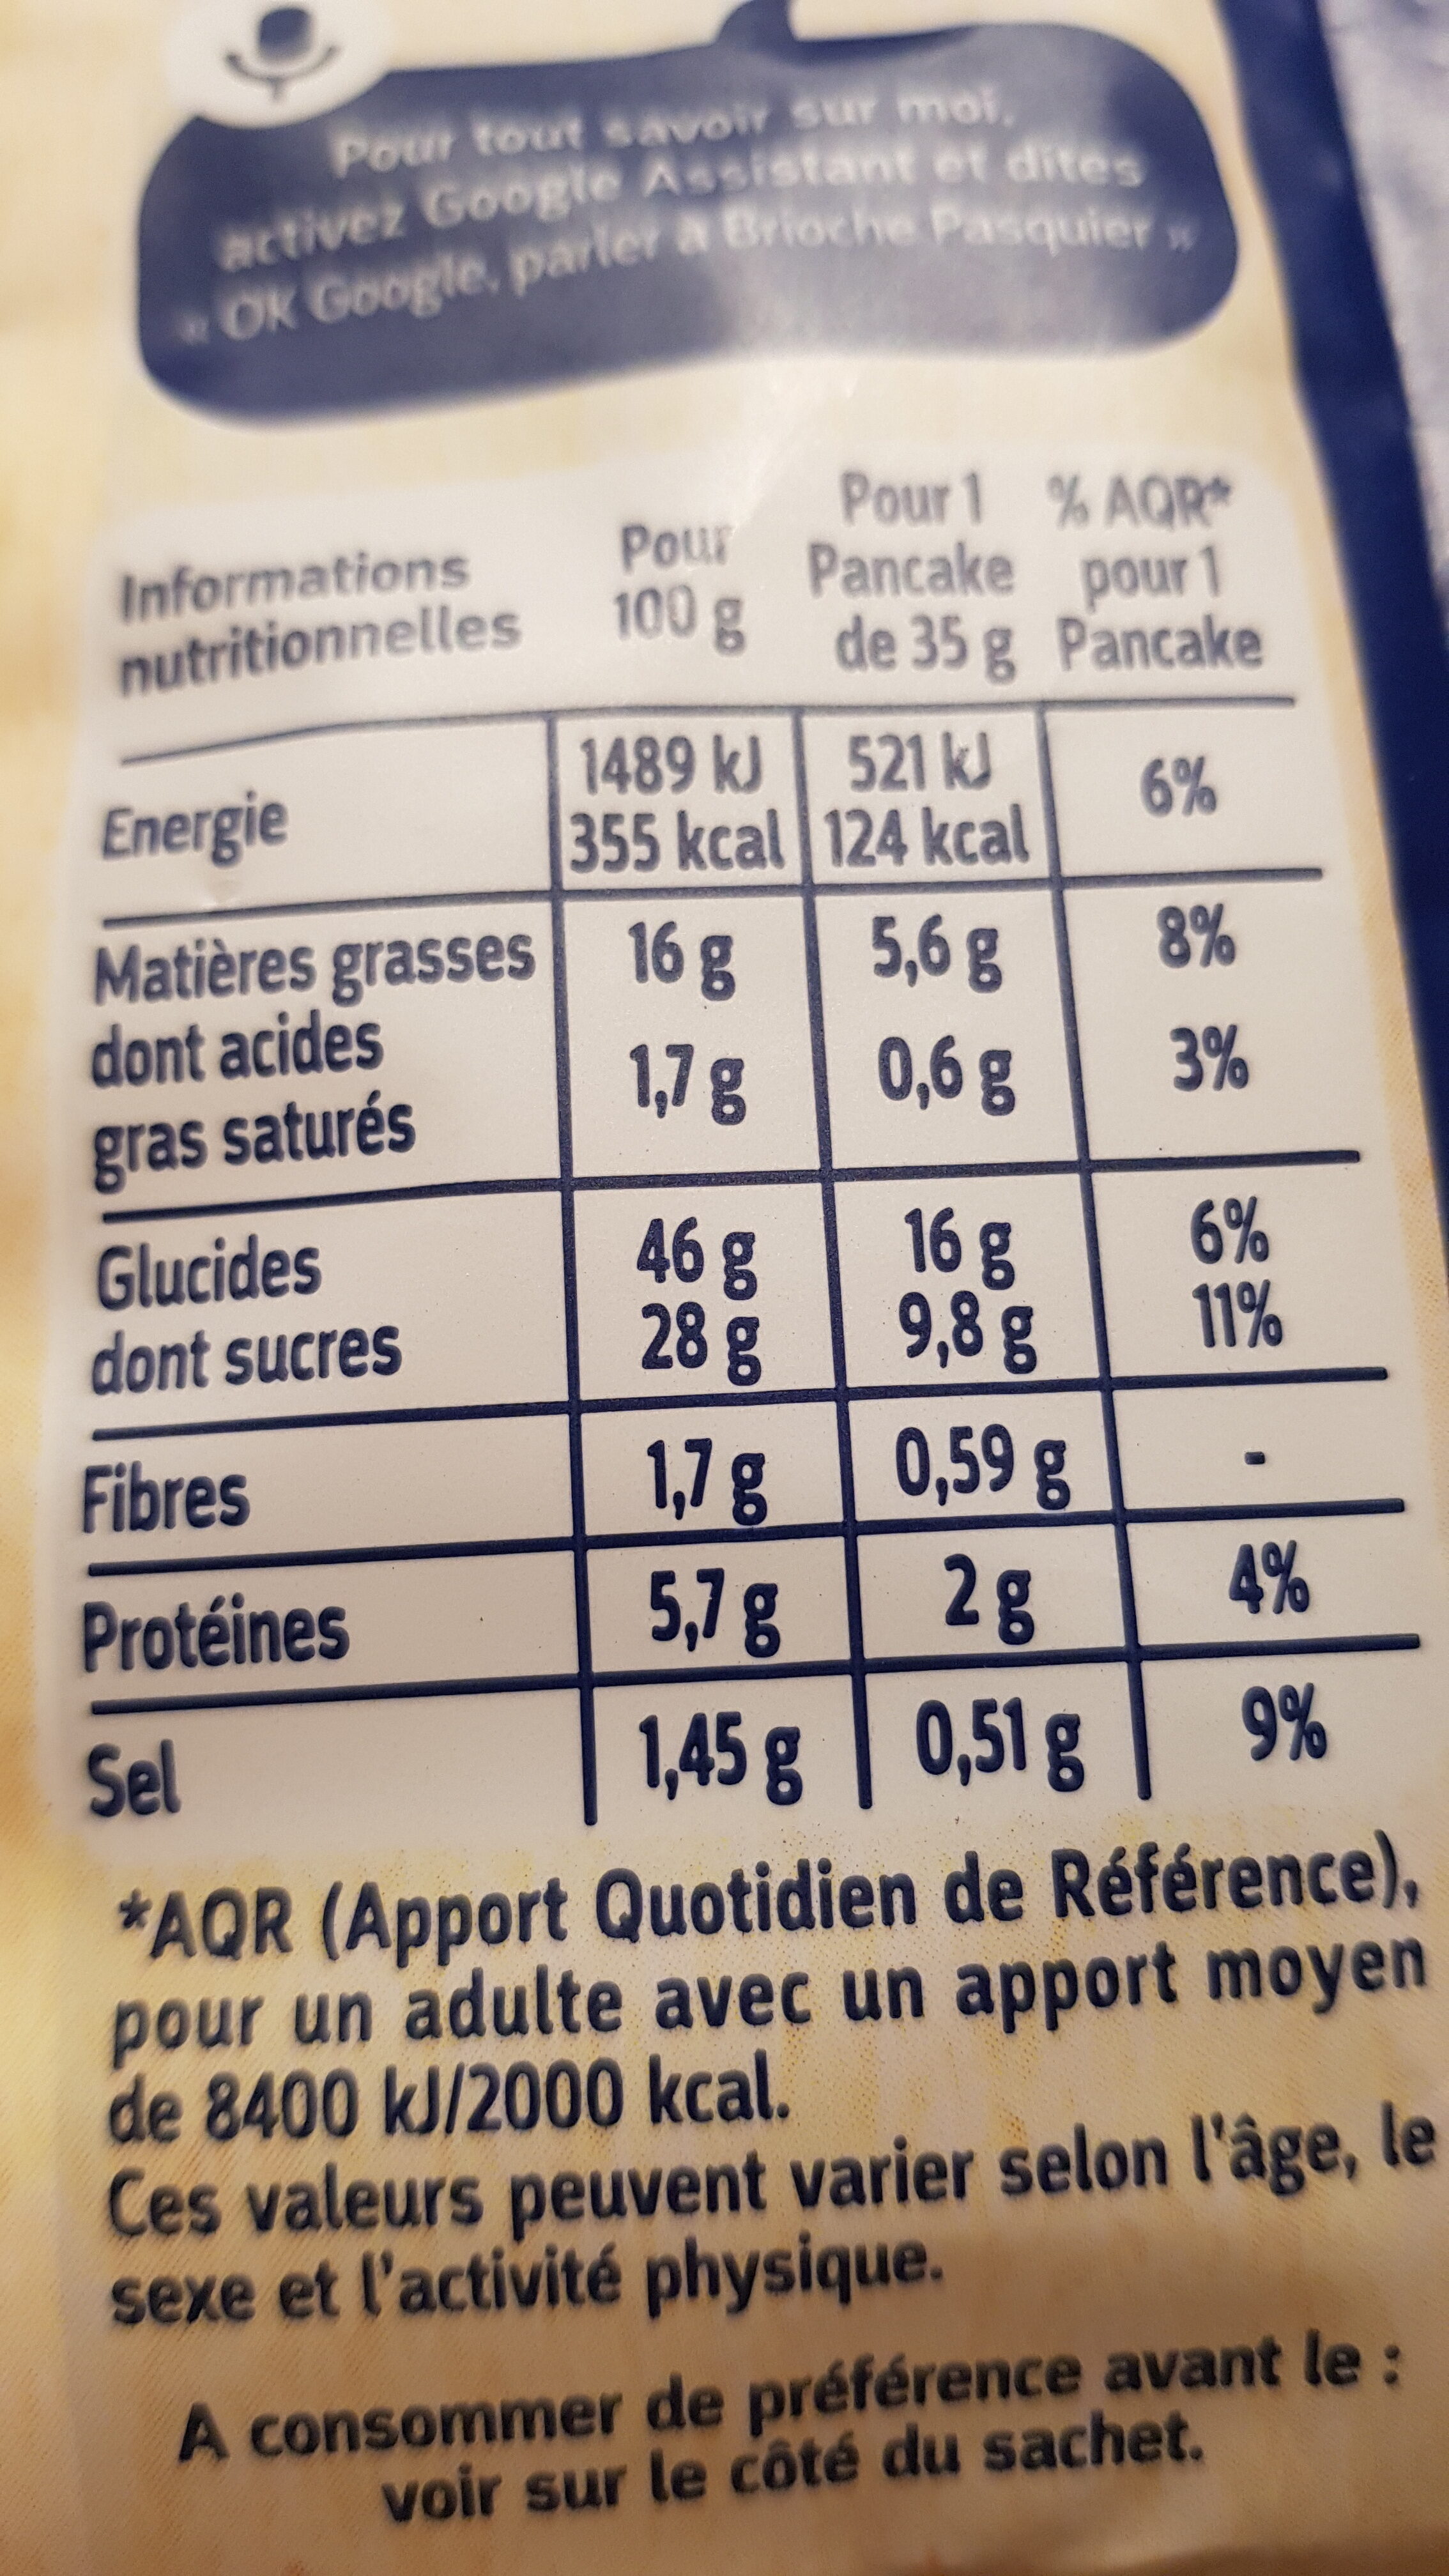 Pour tout savoir sur moi,
activez Google Assistant et dites
« OK Google, parler à Brioche Pasquier »
Informations nutritionnelles Pour 100 g Pour 1 Pancake de 35 g % AQR* pour 1 Pancake
Energie 1489 kJ 521 kJ 6%
355 kcal 124 kcal
Matières grasses 16 g 5,6 g 8%
dont acides
gras saturés 1,7 g 0,6 g 3%
Glucides 46 g 16 g 6%
dont sucres 28 g 9,8 g 11%
Fibres 1,7 g 0,59 g -
Protéines 5,7 g 2 g 4%
Sel 1,45 g 0,51 g 9%
*AQR (Apport Quotidien de Référence),
pour un adulte avec un apport moyen
de 8400 kJ/2000 kcal.
Ces valeurs peuvent varier selon l'âge, le
sexe et l'activité physique.
A consommer de préférence avant le :
voir sur le côté du sachet.